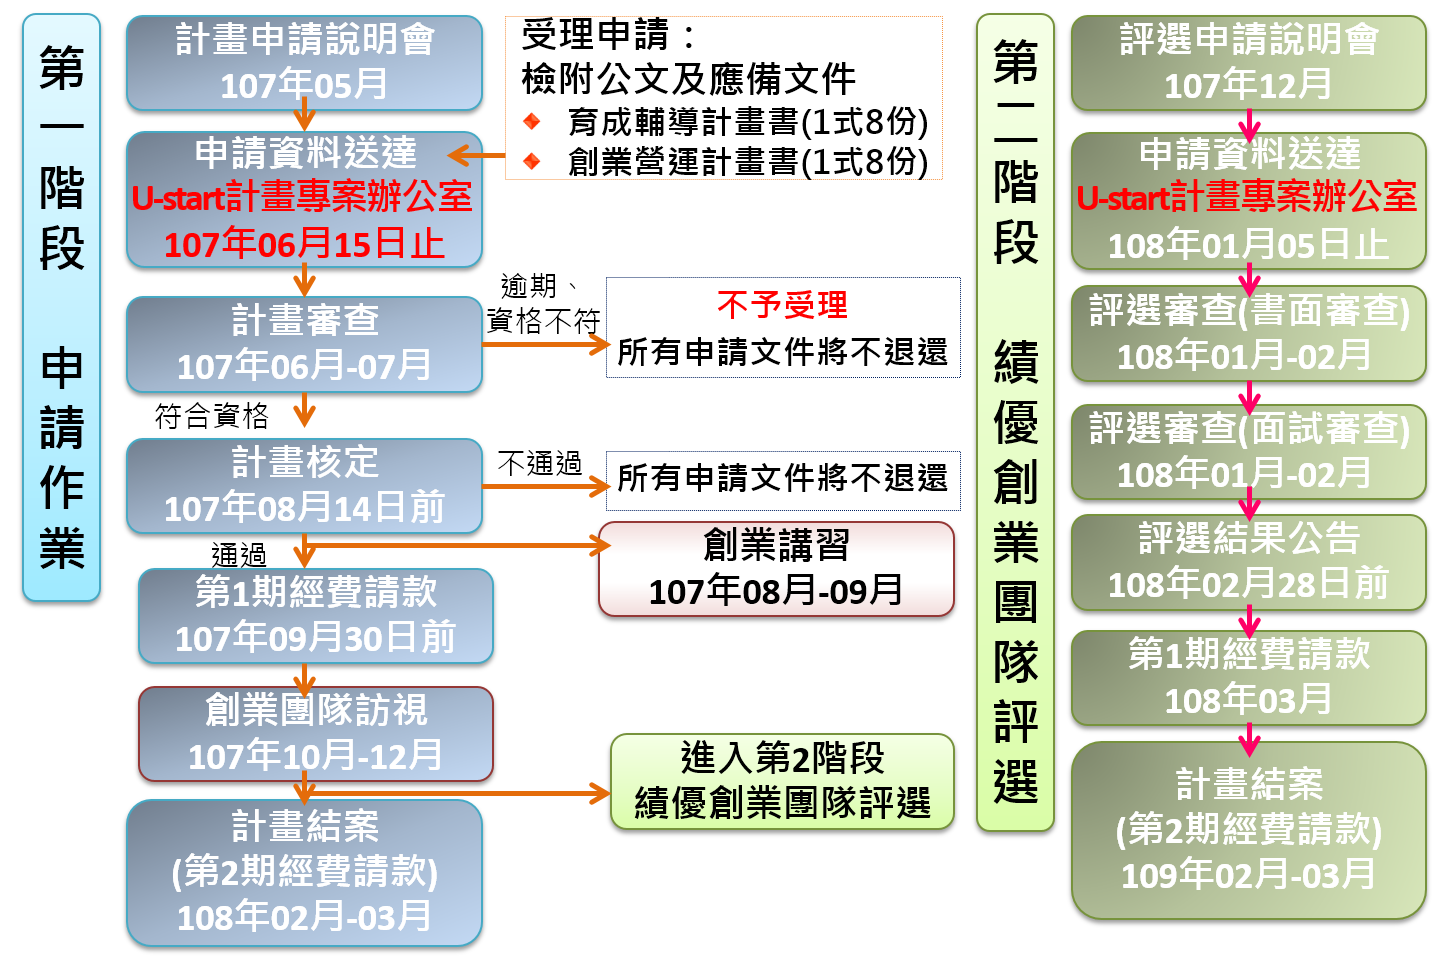 第一階段 申請作業
計畫申請說明會
107年05月
受理申請：
檢附公文及應備文件
育成輔導計畫書(1式8份)
創業營運計畫書(1式8份)
申請資料送達
U-start計畫專案辦公室
107年06月15日止
計畫審查
107年06月-07月
逾期、
資格不符
不予受理
所有申請文件將不退還
符合資格
計畫核定
107年08月14日前
不通過
所有申請文件將不退還
通過
創業講習
107年08月-09月
第1期經費請款
107年09月30日前
創業團隊訪視
107年10月-12月
進入第2階段
績優創業團隊評選
計畫結案
(第2期經費請款)
108年02月-03月
第二階段 績優創業團隊評選
評選申請說明會
107年12月
申請資料送達
U-start計畫專案辦公室
108年01月05日止
評選審查(書面審查)
108年01月-02月
評選審查(面試審查)
108年01月-02月
評選結果公告
108年02月28日前
第1期經費請款
108年03月
計畫結案
(第2期經費請款)
109年02月-03月